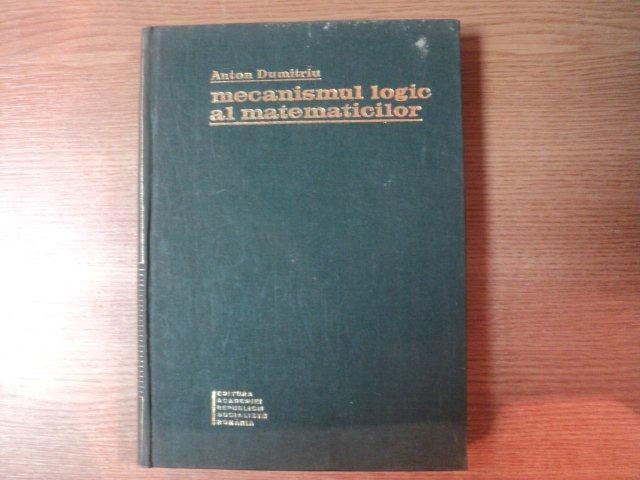 Anton Dumitriu
mecanismul logic
al matematicilor
EDITURA
ACADEMIEI
REPUBLICII
SOCIALISTE
ROMANIA